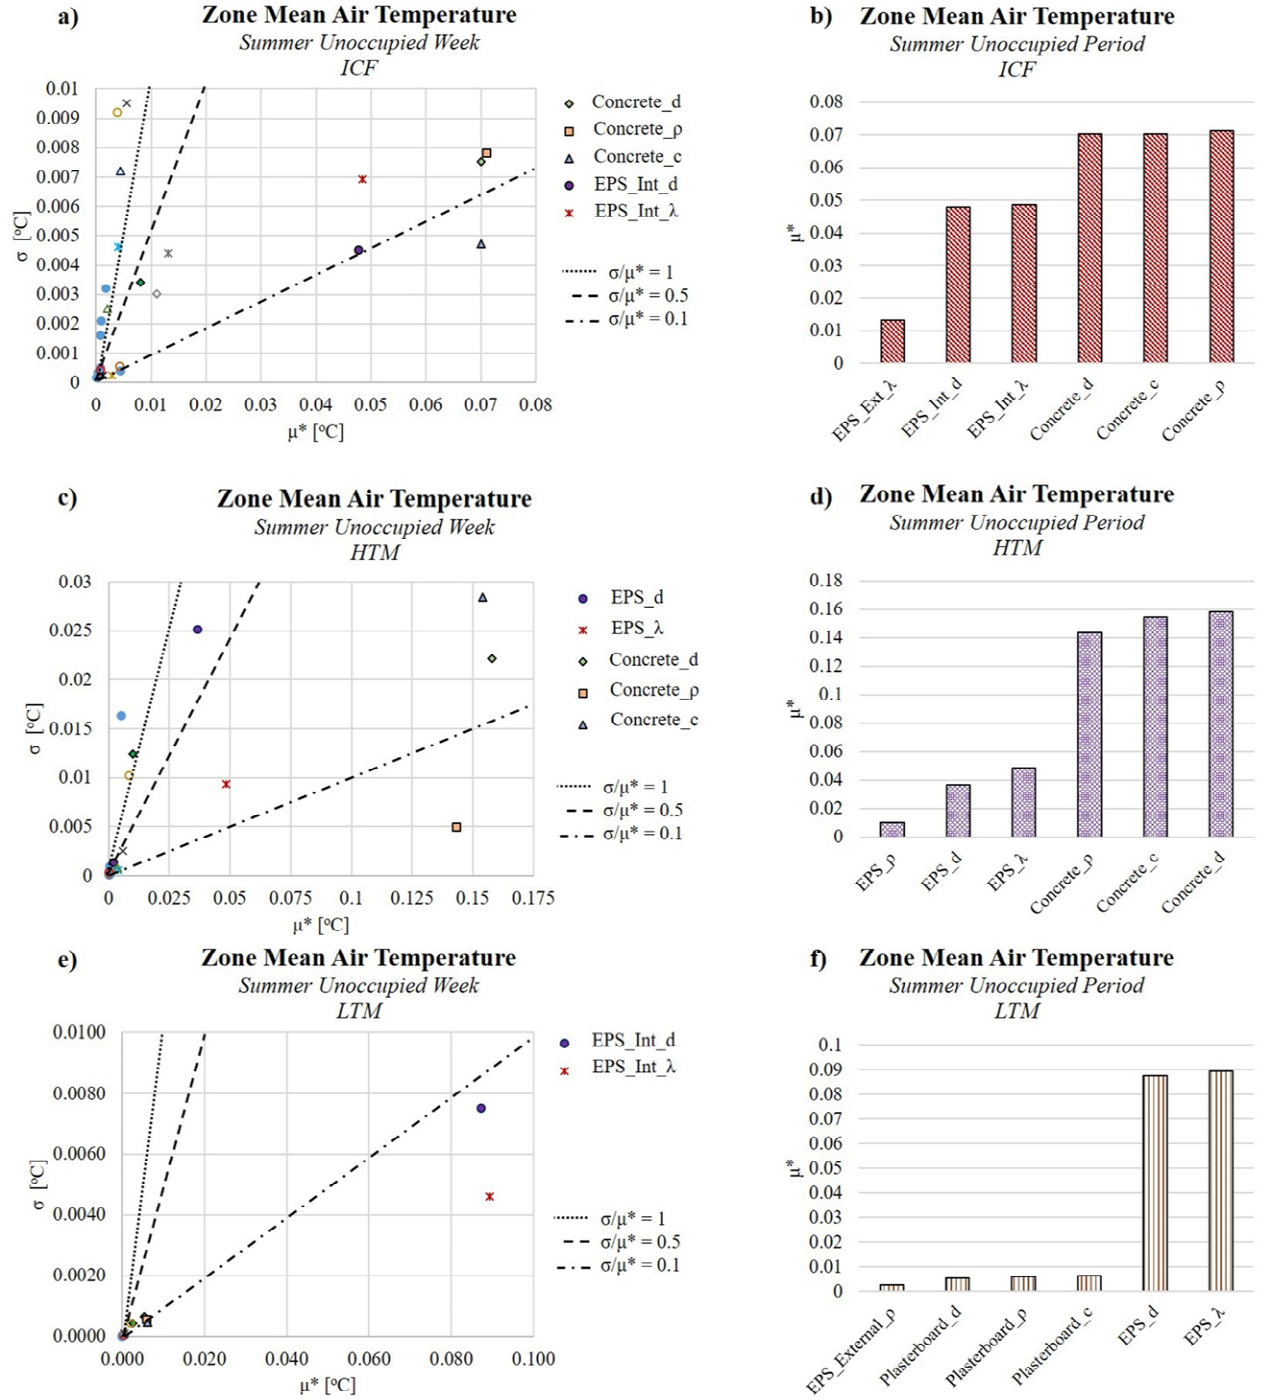 a)
Zone Mean Air Temperature
Summer Unoccupied Week
ICF
0.01
0.009
0.008
0.007
0.006
0.005
0.004
0.003
0.002
0.001
0
σ [°C]
0 0.01 0.02 0.03 0.04 0.05 0.06 0.07 0.08
μ* [°C]
Concrete_d
Concrete_ρ
Concrete_c
EPS_Int_d
EPS_Int_λ
σ/μ* = 1
σ/μ* = 0.5
σ/μ* = 0.1
b)
Zone Mean Air Temperature
Summer Unoccupied Period
ICF
0.08
0.07
0.06
0.05
0.04
0.03
0.02
0.01
0
μ*
EPS_Ext_λ
EPS_Int_d
EPS_Int_λ
Concrete_d
Concrete_c
Concrete_ρ
c)
Zone Mean Air Temperature
Summer Unoccupied Week
HTM
0.03
0.025
0.02
0.015
0.01
0.005
0
σ [°C]
0 0.025 0.05 0.075 0.1 0.125 0.15 0.175
μ* [°C]
EPS_d
EPS_λ
Concrete_d
Concrete_ρ
Concrete_c
σ/μ* = 1
σ/μ* = 0.5
σ/μ* = 0.1
d)
Zone Mean Air Temperature
Summer Unoccupied Period
HTM
0.18
0.16
0.14
0.12
0.1
0.08
0.06
0.04
0.02
0
μ*
EPS_ρ
EPS_d
EPS_λ
Concrete_ρ
Concrete_c
Concrete_d
e)
Zone Mean Air Temperature
Summer Unoccupied Week
LTM
0.0100
0.0080
0.0060
0.0040
0.0020
0.0000
σ [°C]
0.000 0.020 0.040 0.060 0.080 0.100
μ* [°C]
EPS_Int_d
EPS_Int_λ
σ/μ* = 1
σ/μ* = 0.5
σ/μ* = 0.1
f)
Zone Mean Air Temperature
Summer Unoccupied Period
LTM
0.1
0.09
0.08
0.07
0.06
0.05
0.04
0.03
0.02
0.01
0
μ*
EPS_External_ρ
Plasterboard_d
Plasterboard_ρ
Plasterboard_c
EPS_d
EPS_λ